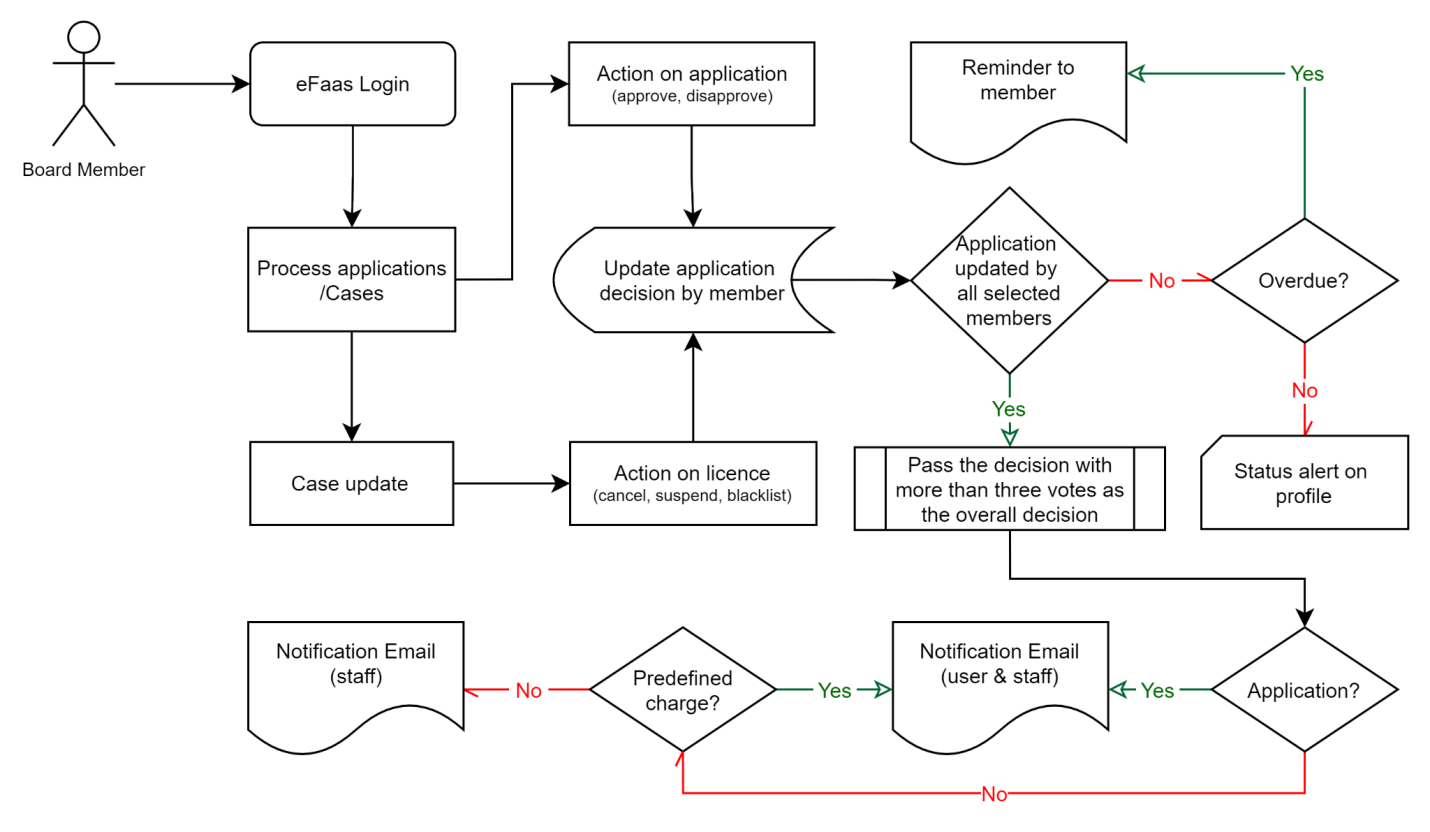 Board Member
eFaas Login
Process applications
/Cases
Case update
Action on application
(approve, disapprove)
Update application
decision by member
Action on licence
(cancel, suspend, blacklist)
Application
updated by
all selected
members
No
Overdue?
Yes
Reminder to
member
No
Status alert on
profile
Yes
Pass the decision with
more than three votes as
the overall decision
Application?
Yes
Notification Email
(user & staff)
No
Predefined
charge?
Yes
No
Notification Email
(staff)